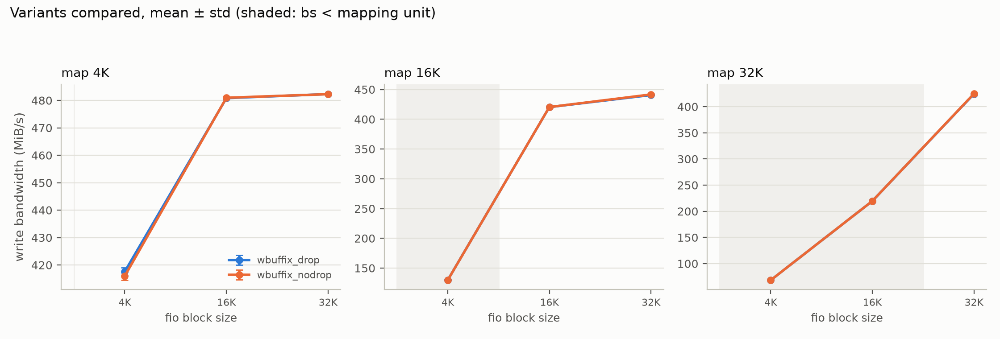 Variants compared, mean ± std (shaded: bs < mapping unit)
map 4K
write bandwidth (MiB/s)
480
470
460
450
440
430
420
wbuffix_drop
wbuffix_nodrop
4K 16K 32K
fio block size
map 16K
450
400
350
300
250
200
150
4K 16K 32K
fio block size
map 32K
400
350
300
250
200
150
100
4K 16K 32K
fio block size